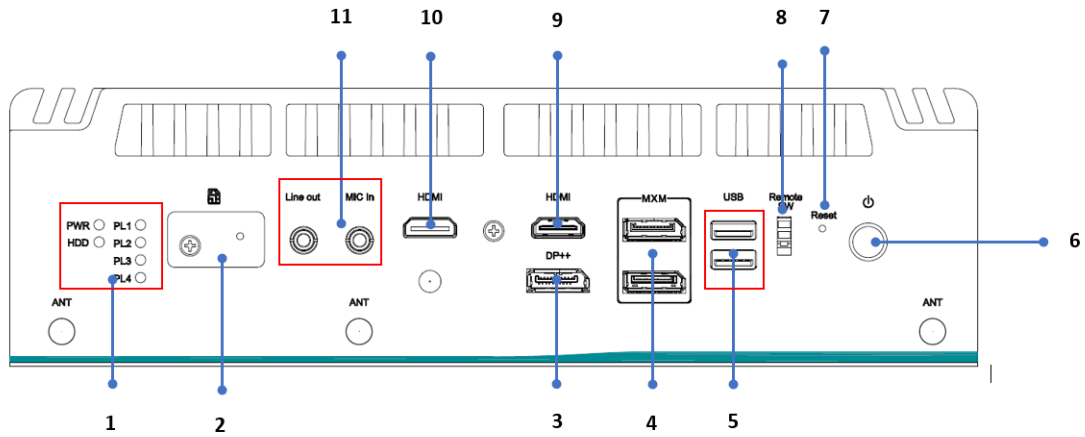 11
10
9
8
7
Line out
MIC In
HDMI
HDMI
MXM
USB
Remote
SW
Reset
PWR
PL1
HDD
PL2
PL3
PL4
DP++
6
ANT
ANT
ANT
1
2
3
4
5